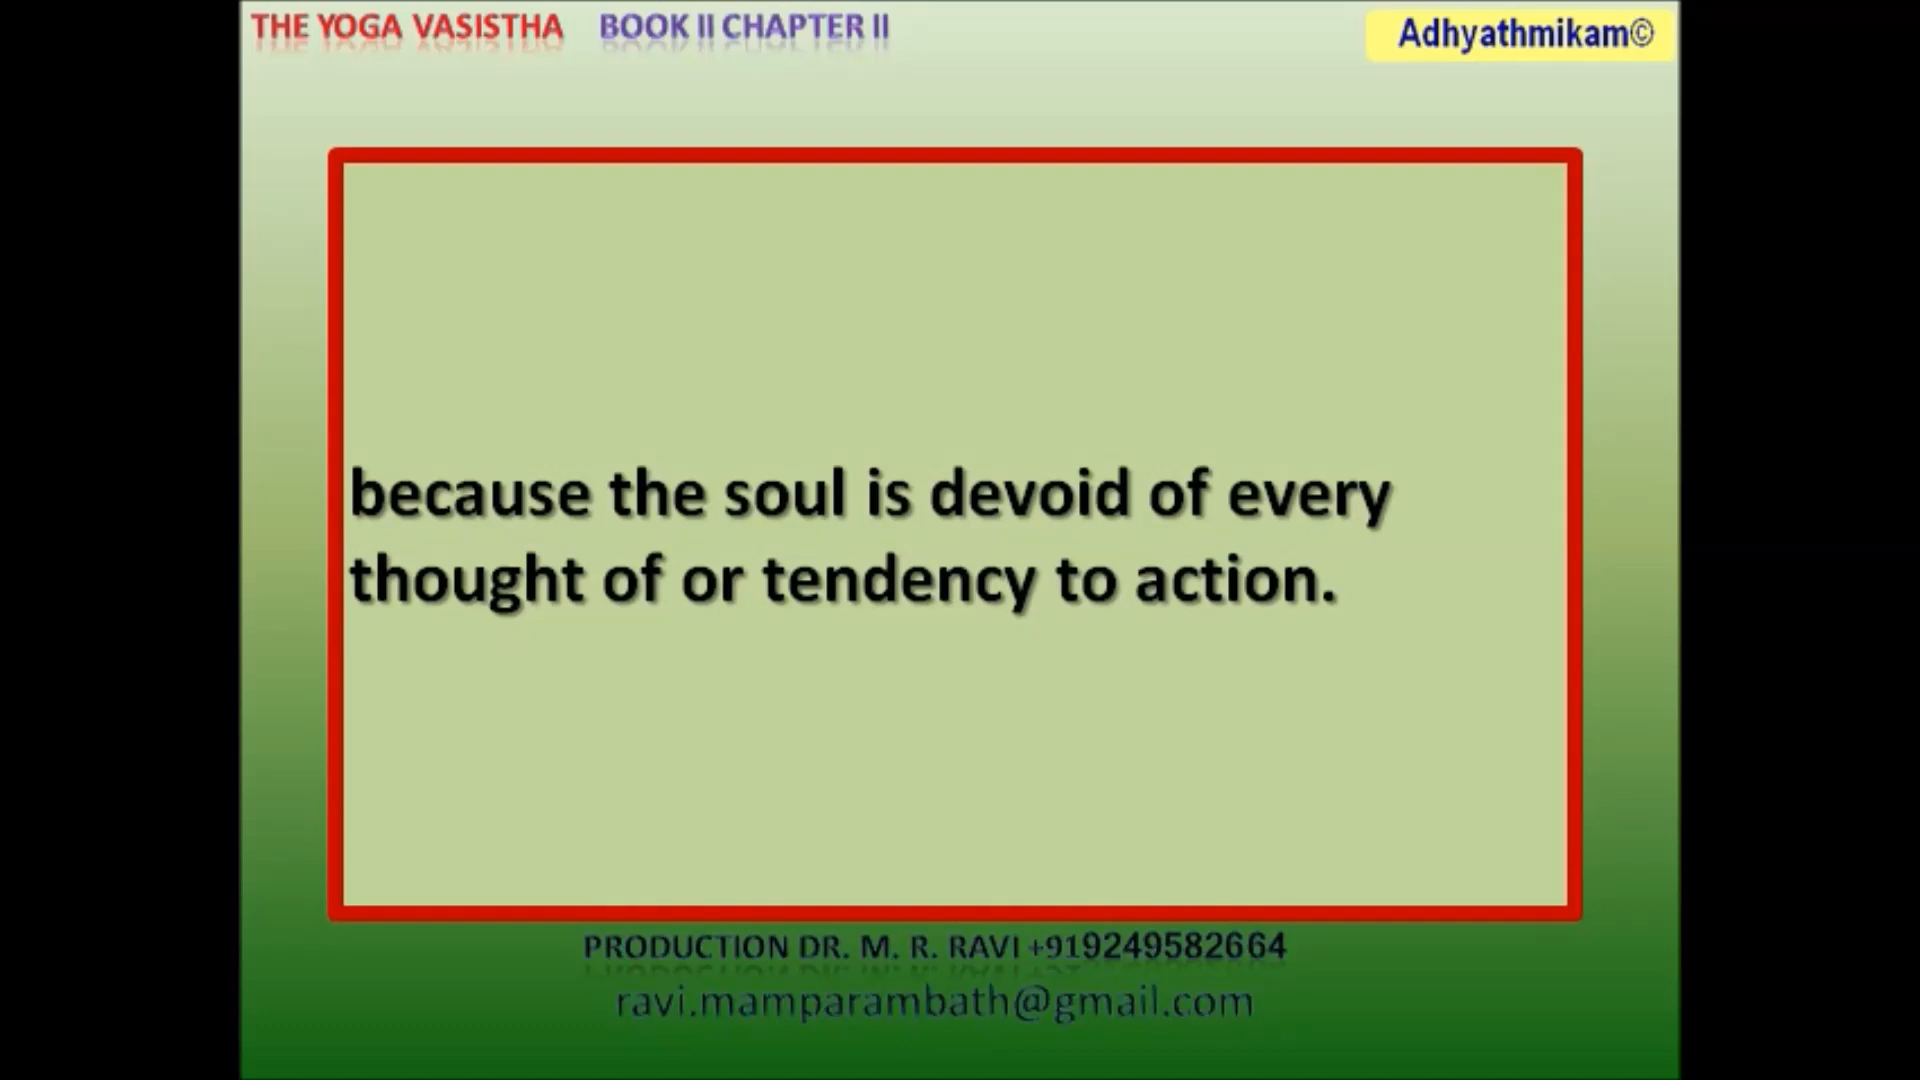 THE YOGA VASISTHA BOOK II CHAPTER II
Adhyathmikam©
because the soul is devoid of every
thought of or tendency to action.
PRODUCTION DR. M. R. RAVI +919249582664
ravi.mamparambath@gmail.com